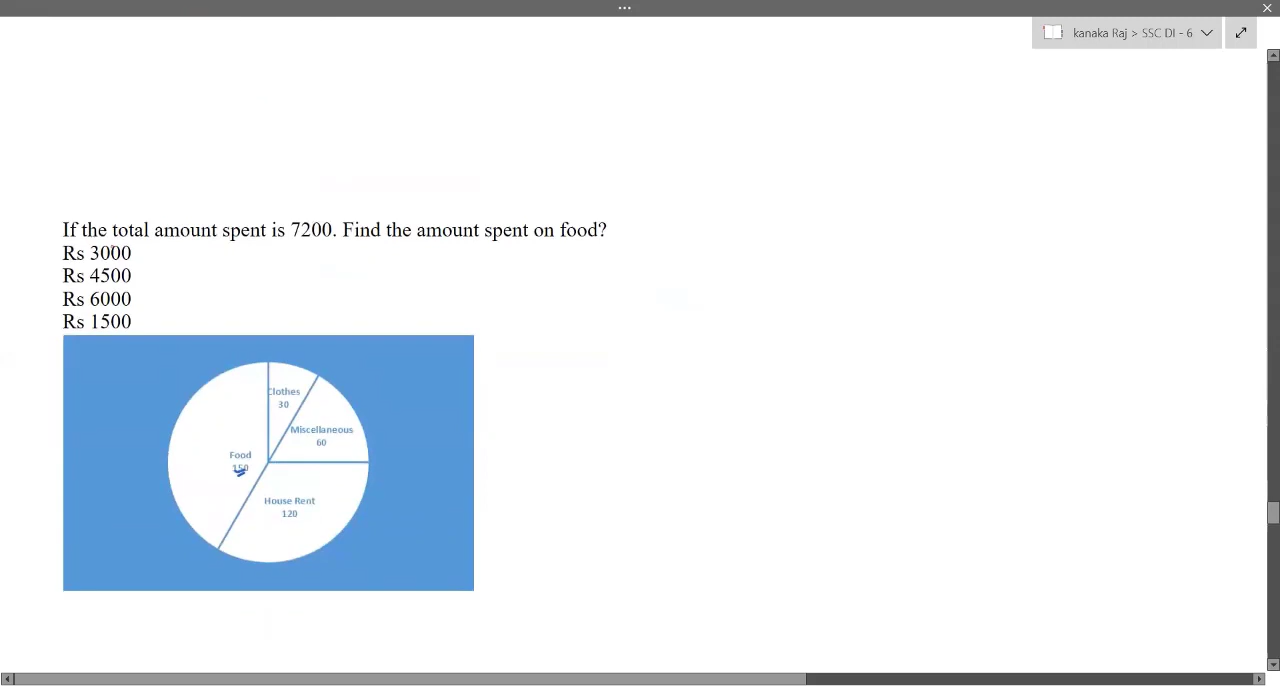 kanaka Raj > SSC DI - 6
If the total amount spent is 7200. Find the amount spent on food?
Rs 3000
Rs 4500
Rs 6000
Rs 1500
Clothes
30
Miscellaneous
60
Food
150
House Rent
120